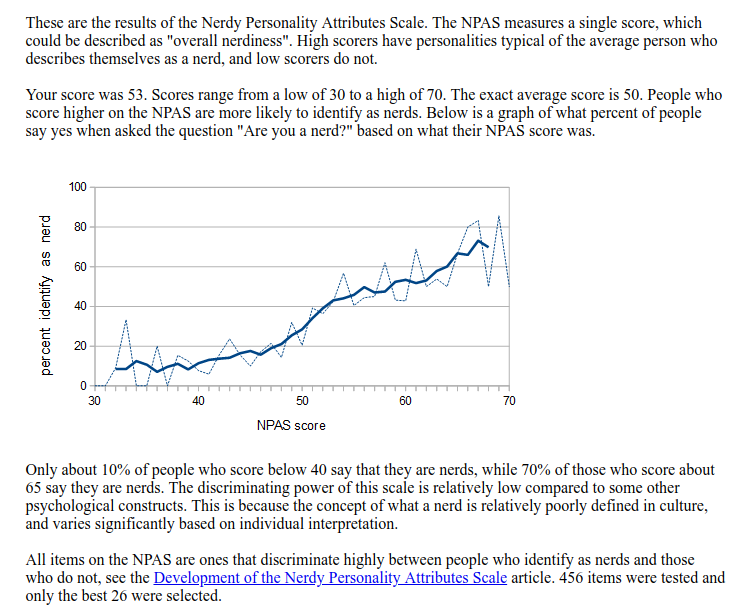 These are the results of the Nerdy Personality Attributes Scale. The NPAS measures a single score, which
could be described as "overall nerdiness". High scorers have personalities typical of the average person who
describes themselves as a nerd, and low scorers do not.
Your score was 53. Scores range from a low of 30 to a high of 70. The exact average score is 50. People who
score higher on the NPAS are more likely to identify as nerds. Below is a graph of what percent of people
say yes when asked the question "Are you a nerd?" based on what their NPAS score was.
100
80
60
40
20
0
percent identify as nerd
30 40 50 60 70
NPAS score
Only about 10% of people who score below 40 say that they are nerds, while 70% of those who score about
65 say they are nerds. The discriminating power of this scale is relatively low compared to some other
psychological constructs. This is because the concept of what a nerd is relatively poorly defined in culture,
and varies significantly based on individual interpretation.
All items on the NPAS are ones that discriminate highly between people who identify as nerds and those
who do not, see the Development of the Nerdy Personality Attributes Scale article. 456 items were tested and
only the best 26 were selected.